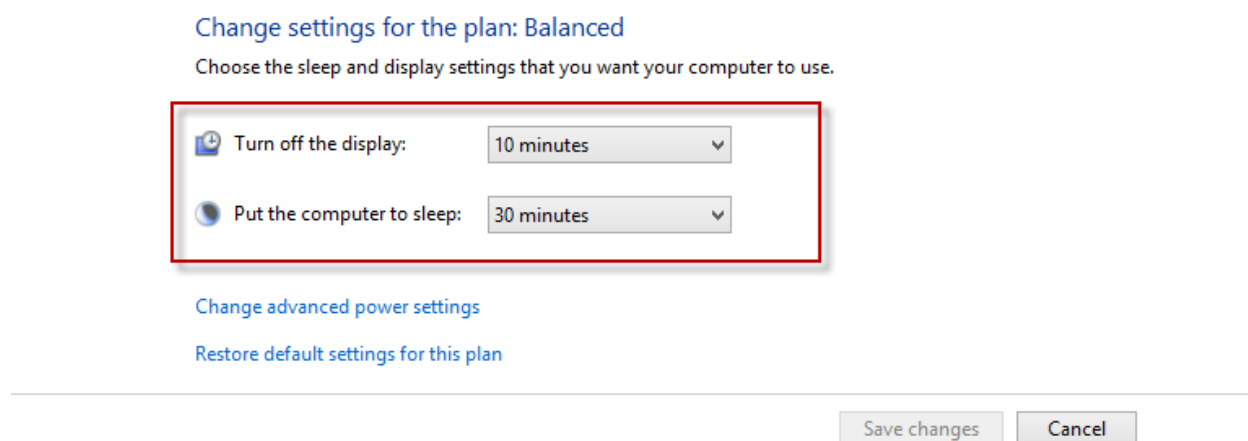 Change settings for the plan: Balanced
Choose the sleep and display settings that you want your computer to use.
Turn off the display: 10 minutes
Put the computer to sleep: 30 minutes
Change advanced power settings
Restore default settings for this plan
Save changes Cancel